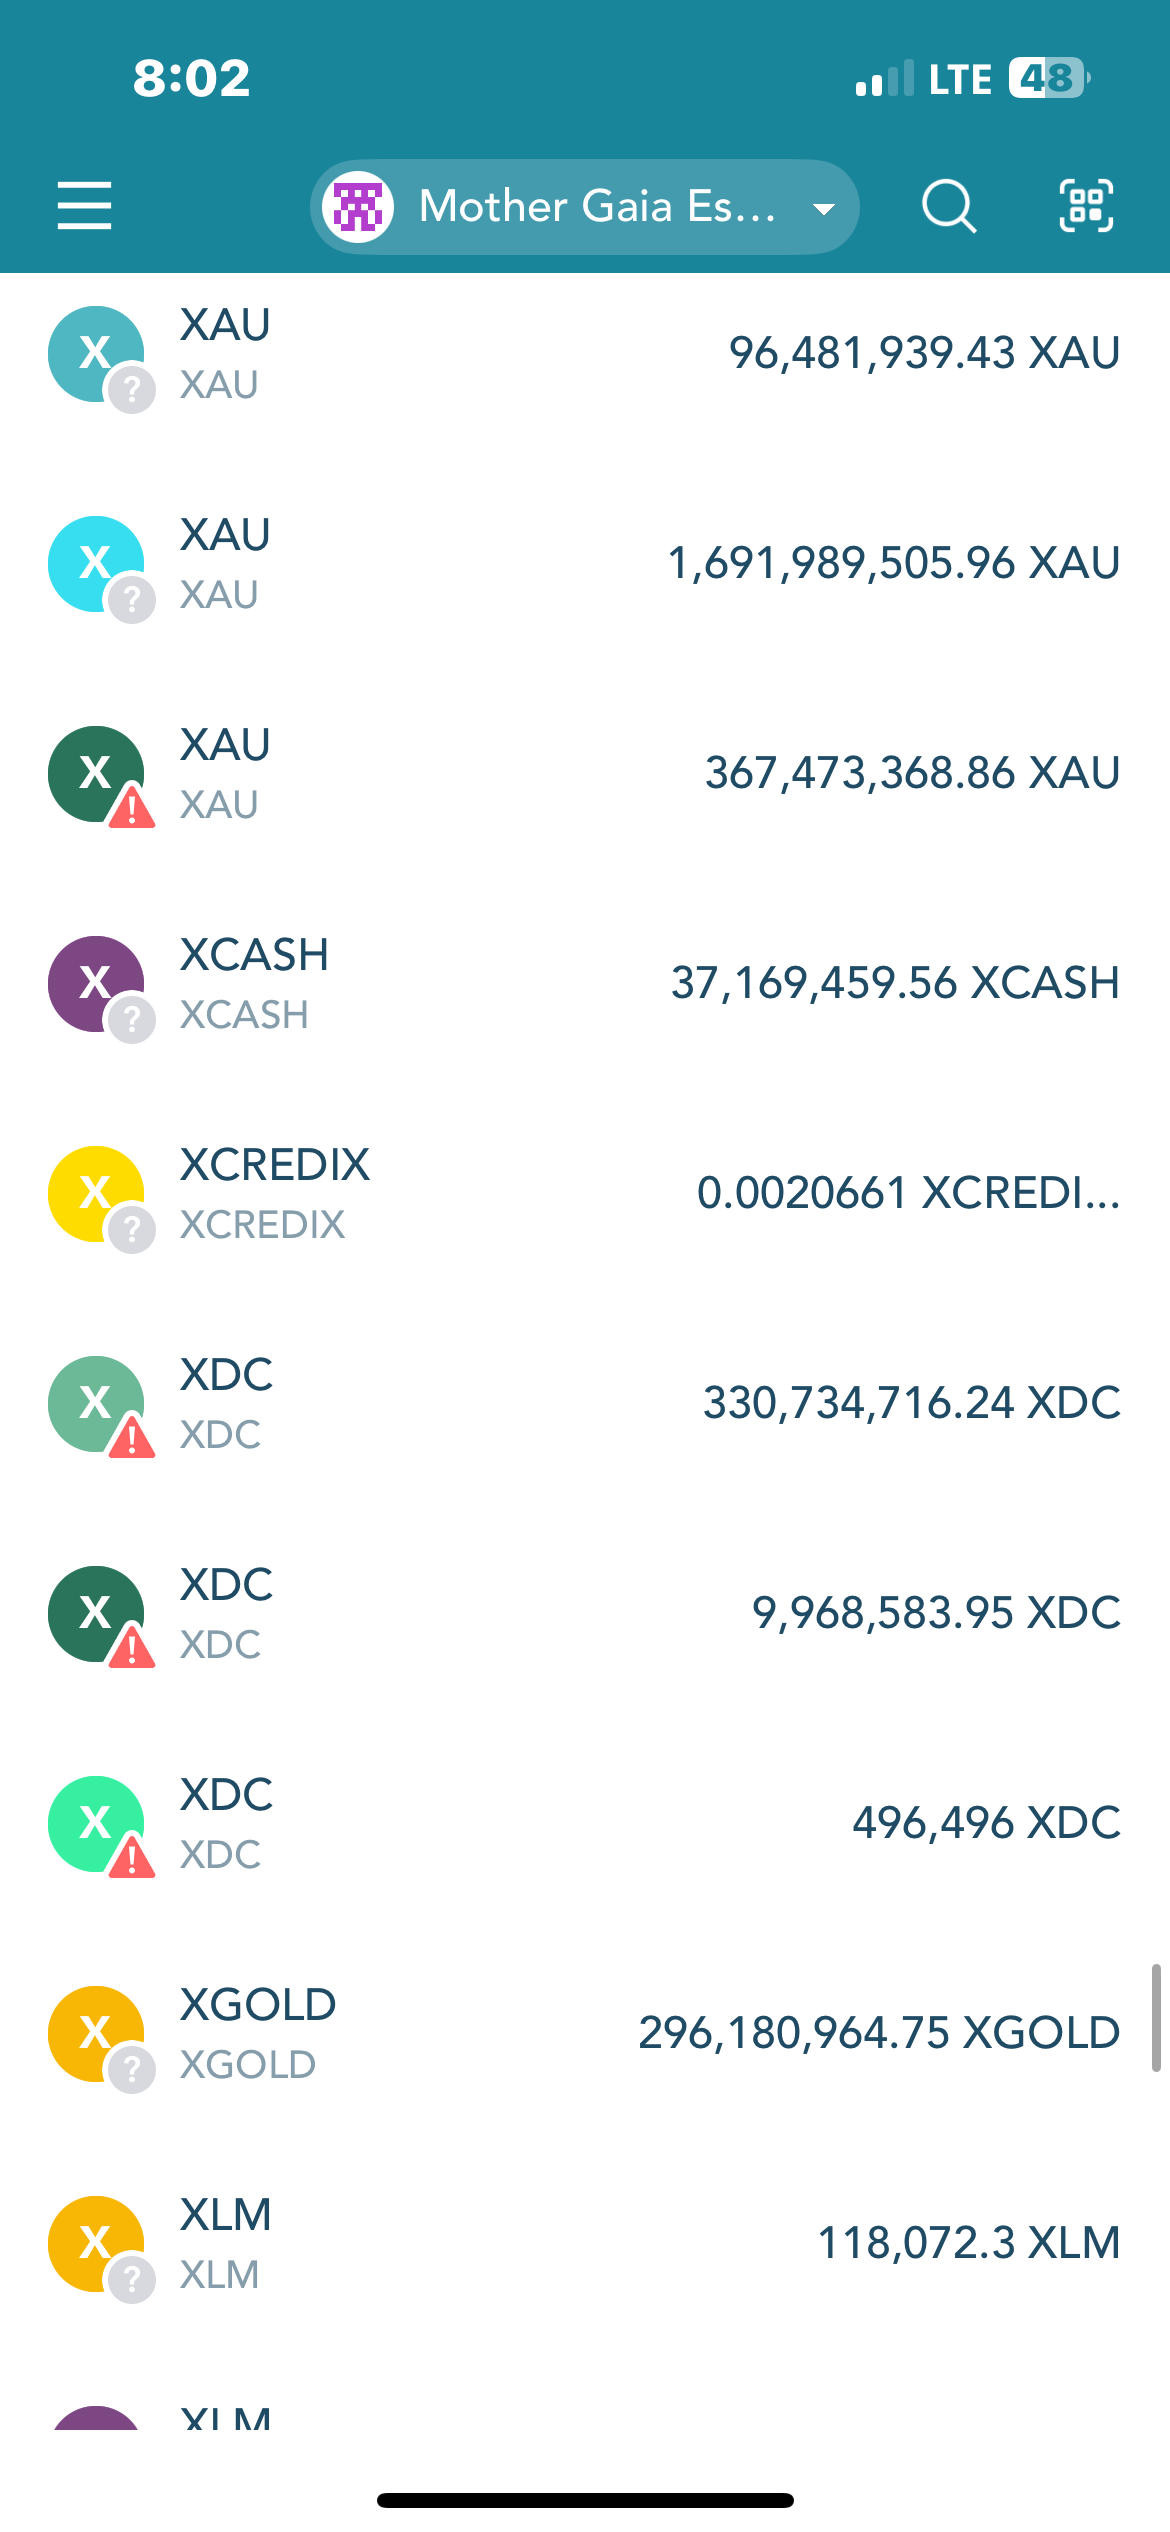 8:02
LTE 48
Mother Gaia Es...
XAU
96,481,939.43 XAU
XAU
XAU
1,691,989,505.96 XAU
XAU
XAU
367,473,368.86 XAU
XAU
XCASH
37,169,459.56 XCASH
XCASH
XCREDIX
0.0020661 XCREDI...
XCREDIX
XDC
330,734,716.24 XDC
XDC
XDC
9,968,583.95 XDC
XDC
XDC
496,496 XDC
XDC
XGOLD
296,180,964.75 XGOLD
XGOLD
XLM
118,072.3 XLM
XLM
XLM